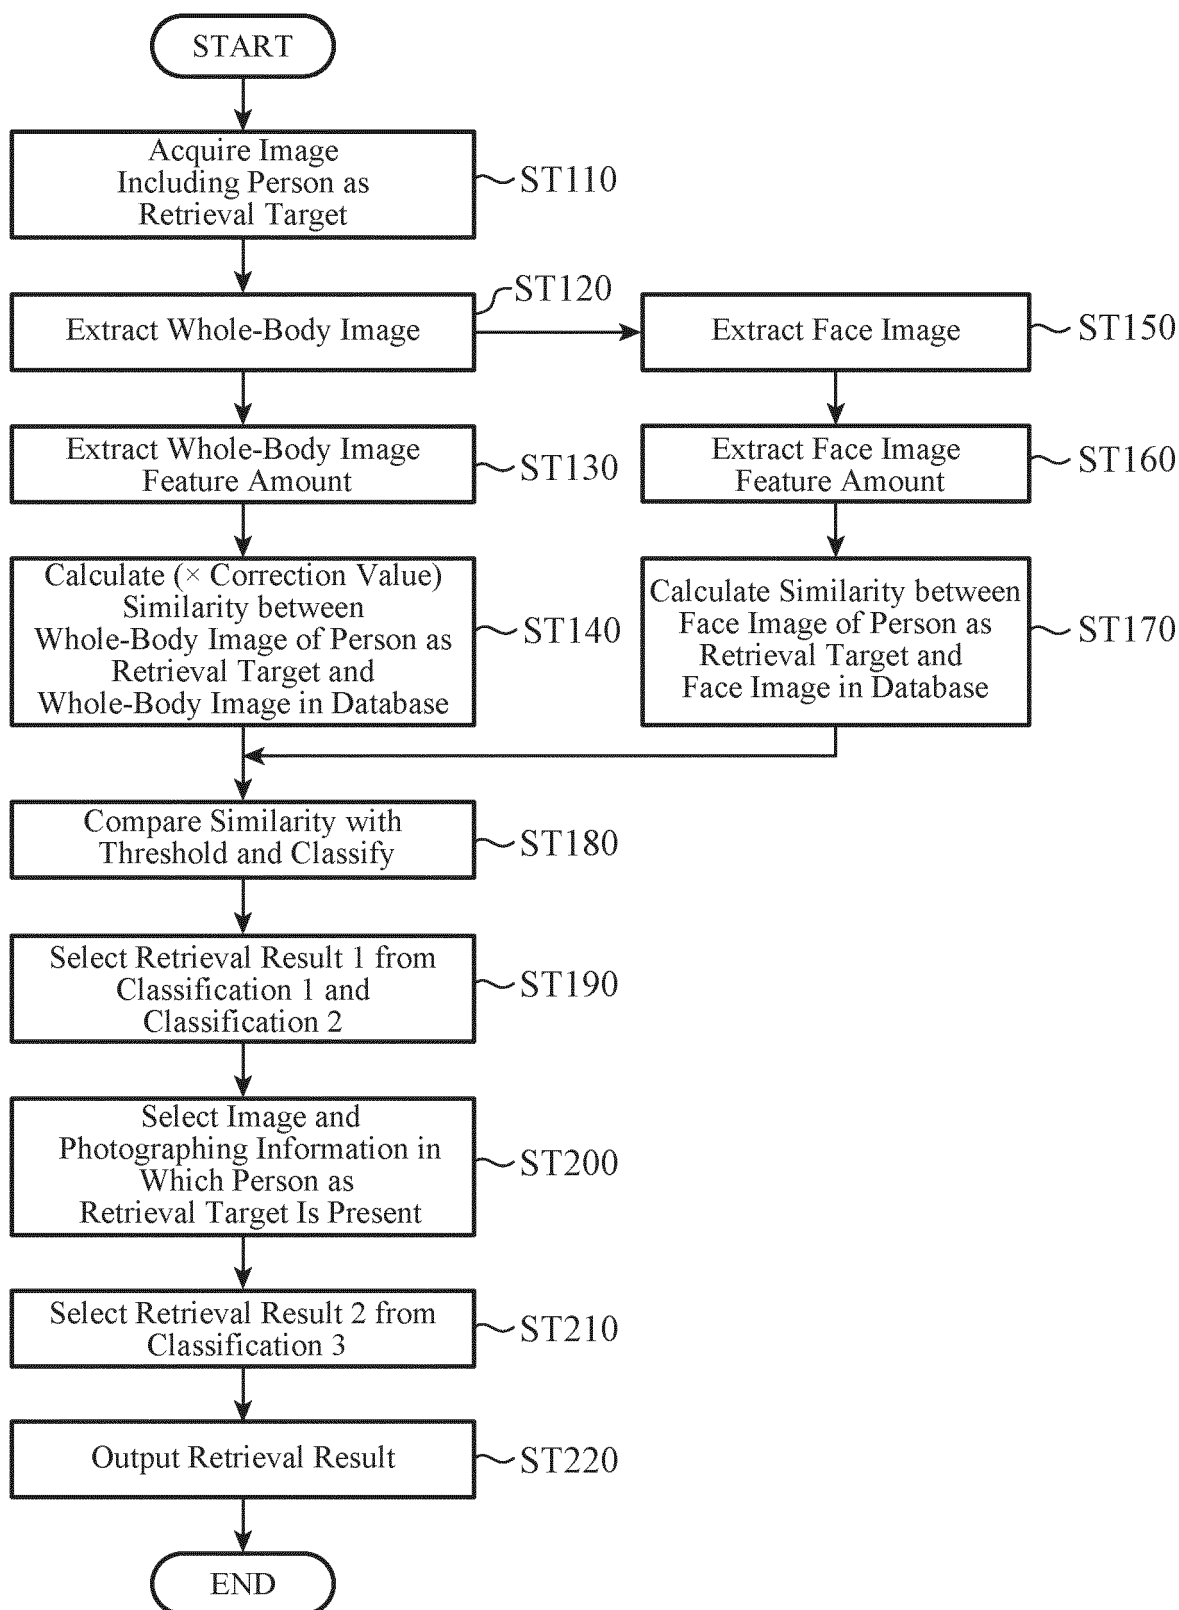 START
Acquire Image
Including Person as
Retrieval Target
ST110
Extract Whole-Body Image
ST120
Extract Face Image
ST150
Extract Whole-Body Image
Feature Amount
ST130
Extract Face Image
Feature Amount
ST160
Calculate (× Correction Value)
Similarity between
Whole-Body Image of Person as
Retrieval Target and
Whole-Body Image in Database
ST140
Calculate Similarity between
Face Image of Person as
Retrieval Target and
Face Image in Database
ST170
Compare Similarity with
Threshold and Classify
ST180
Select Retrieval Result 1 from
Classification 1 and
Classification 2
ST190
Select Image and
Photographing Information in
Which Person as
Retrieval Target Is Present
ST200
Select Retrieval Result 2 from
Classification 3
ST210
Output Retrieval Result
ST220
END